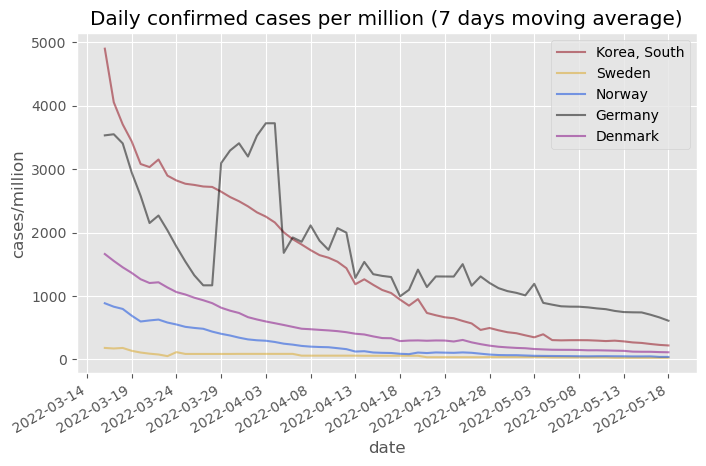 Daily confirmed cases per million (7 days moving average)
5000
4000
3000
2000
1000
0
cases/million
Korea, South
Sweden
Norway
Germany
Denmark
2022-03-14
2022-03-19
2022-03-24
2022-03-29
2022-04-03
2022-04-08
2022-04-13
2022-04-18
2022-04-23
2022-04-28
2022-05-03
2022-05-08
2022-05-13
2022-05-18
date